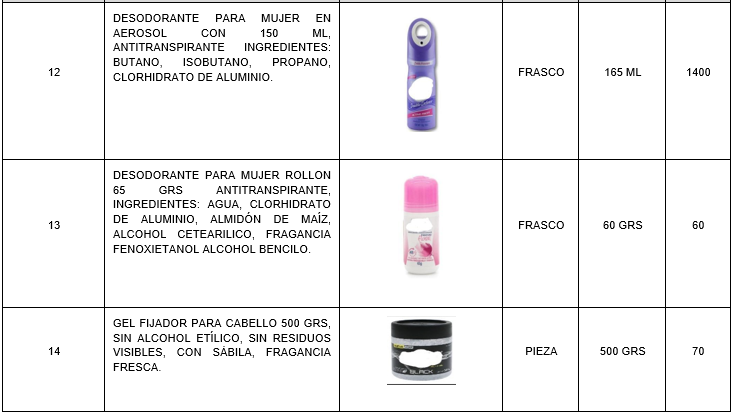 12
DESODORANTE PARA MUJER EN
AEROSOL CON 150 ML,
ANTITRANSPIRANTE INGREDIENTES:
BUTANO, ISOBUTANO, PROPANO,
CLORHIDRATO DE ALUMINIO.
FRASCO
165 ML
1400
13
DESODORANTE PARA MUJER ROLLON
65 GRS ANTITRANSPIRANTE,
INGREDIENTES: AGUA, CLORHIDRATO
DE ALUMINIO, ALMIDÓN DE MAÍZ,
ALCOHOL CETEARILICO, FRAGANCIA
FENOXIETANOL ALCOHOL BENCILO.
FRASCO
60 GRS
60
14
GEL FIJADOR PARA CABELLO 500 GRS,
SIN ALCOHOL ETÍLICO, SIN RESIDUOS
VISIBLES, CON SÁBILA, FRAGANCIA
FRESCA.
BLACK
PIEZA
500 GRS
70